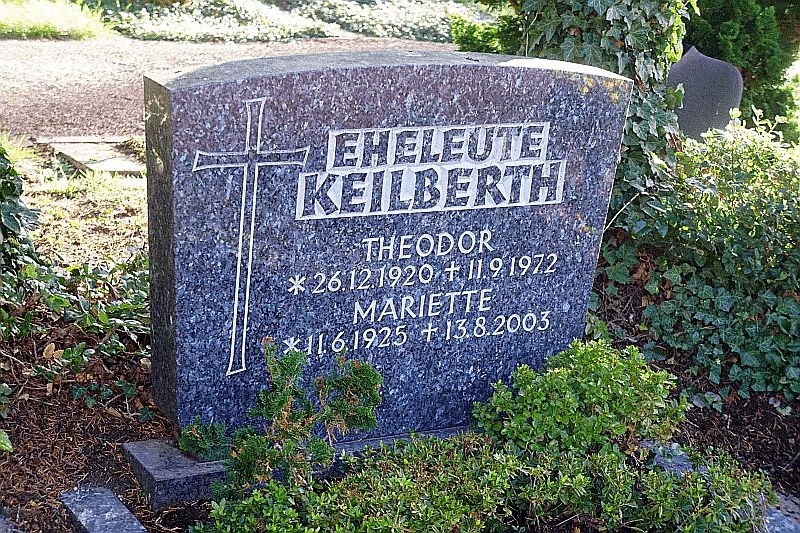 EHELEUTE
KEILBERTH
THEODOR
*26.12.1920 +11.9.1972
MARIETTE
*11.6.1925 +13.8.2003